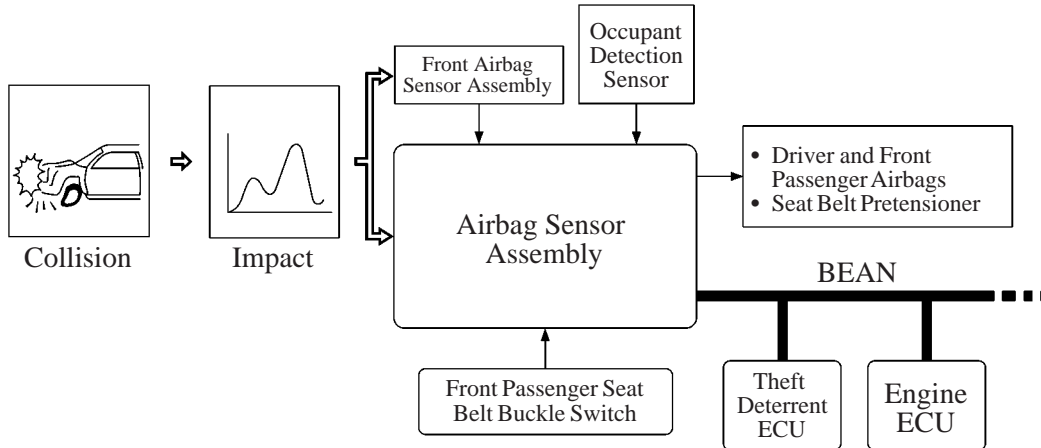 Collision
Impact
Front Airbag
Sensor Assembly
Occupant
Detection
Sensor
Airbag Sensor
Assembly
• Driver and Front
Passenger Airbags
• Seat Belt Pretensioner
BEAN
Front Passenger Seat
Belt Buckle Switch
Theft
Deterrent
ECU
Engine
ECU